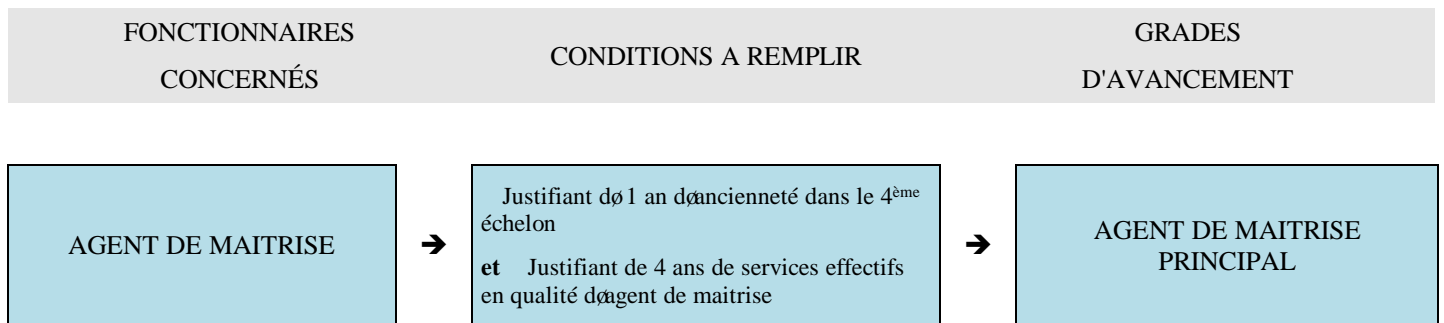 FONCTIONNAIRES
CONCERNÉS
CONDITIONS A REMPLIR
GRADES
D'AVANCEMENT
AGENT DE MAITRISE
➔
Justifiant dø1 an døancienneté dans le 4ème
échelon
et Justifiant de 4 ans de services effectifs
en qualité døagent de maitrise
➔
AGENT DE MAITRISE
PRINCIPAL